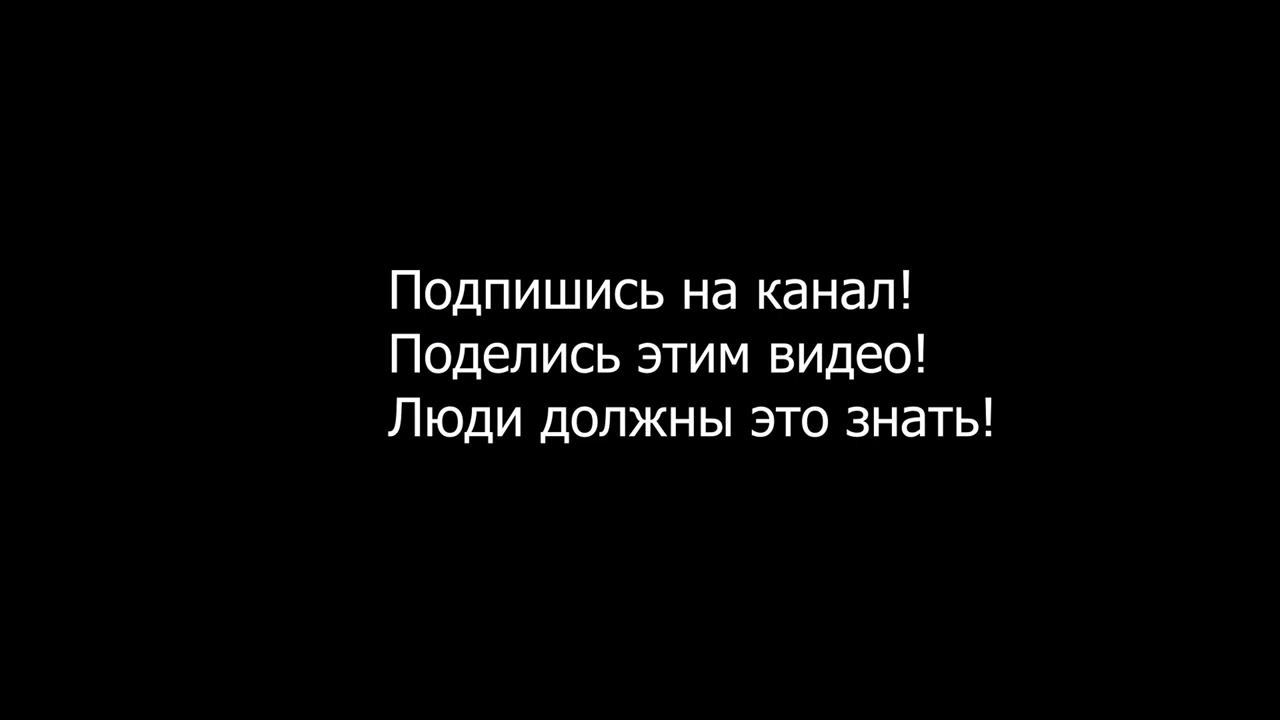 Подпишись на канал!
Поделись этим видео!
Люди должны это знать!